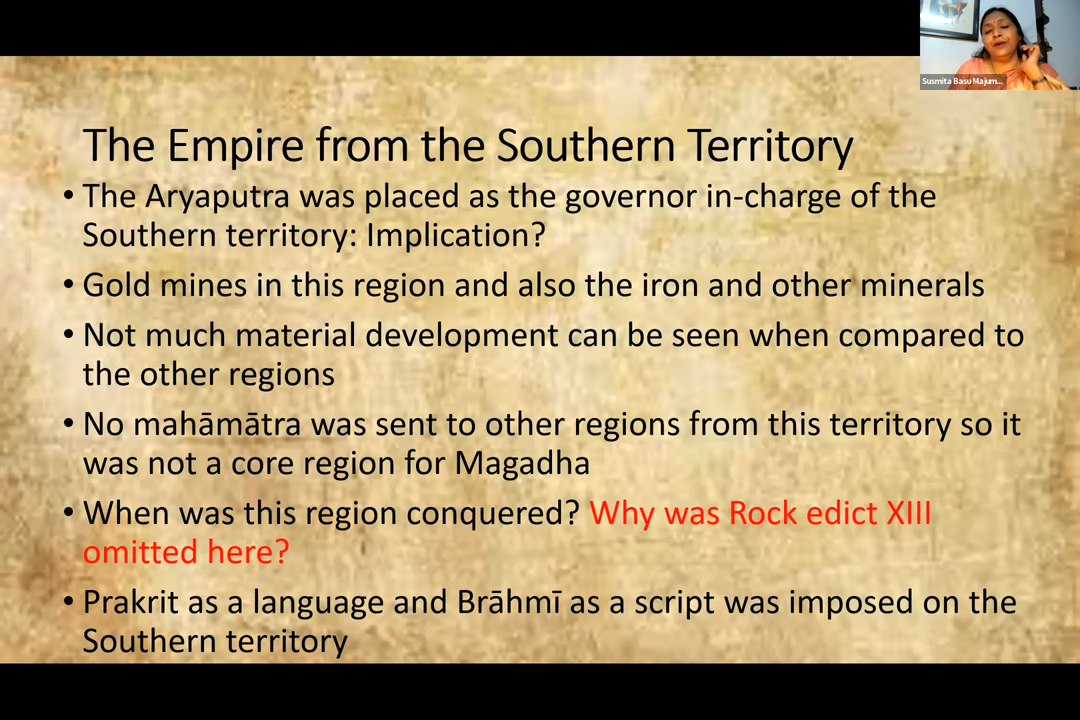 Susmita Basu Majum...
The Empire from the Southern Territory
• The Aryaputra was placed as the governor in-charge of the
Southern territory: Implication?
• Gold mines in this region and also the iron and other minerals
• Not much material development can be seen when compared to
the other regions
• No mahāmātra was sent to other regions from this territory so it
was not a core region for Magadha
• When was this region conquered? Why was Rock edict XIII
omitted here?
• Prakrit as a language and Brāhmī as a script was imposed on the
Southern territory